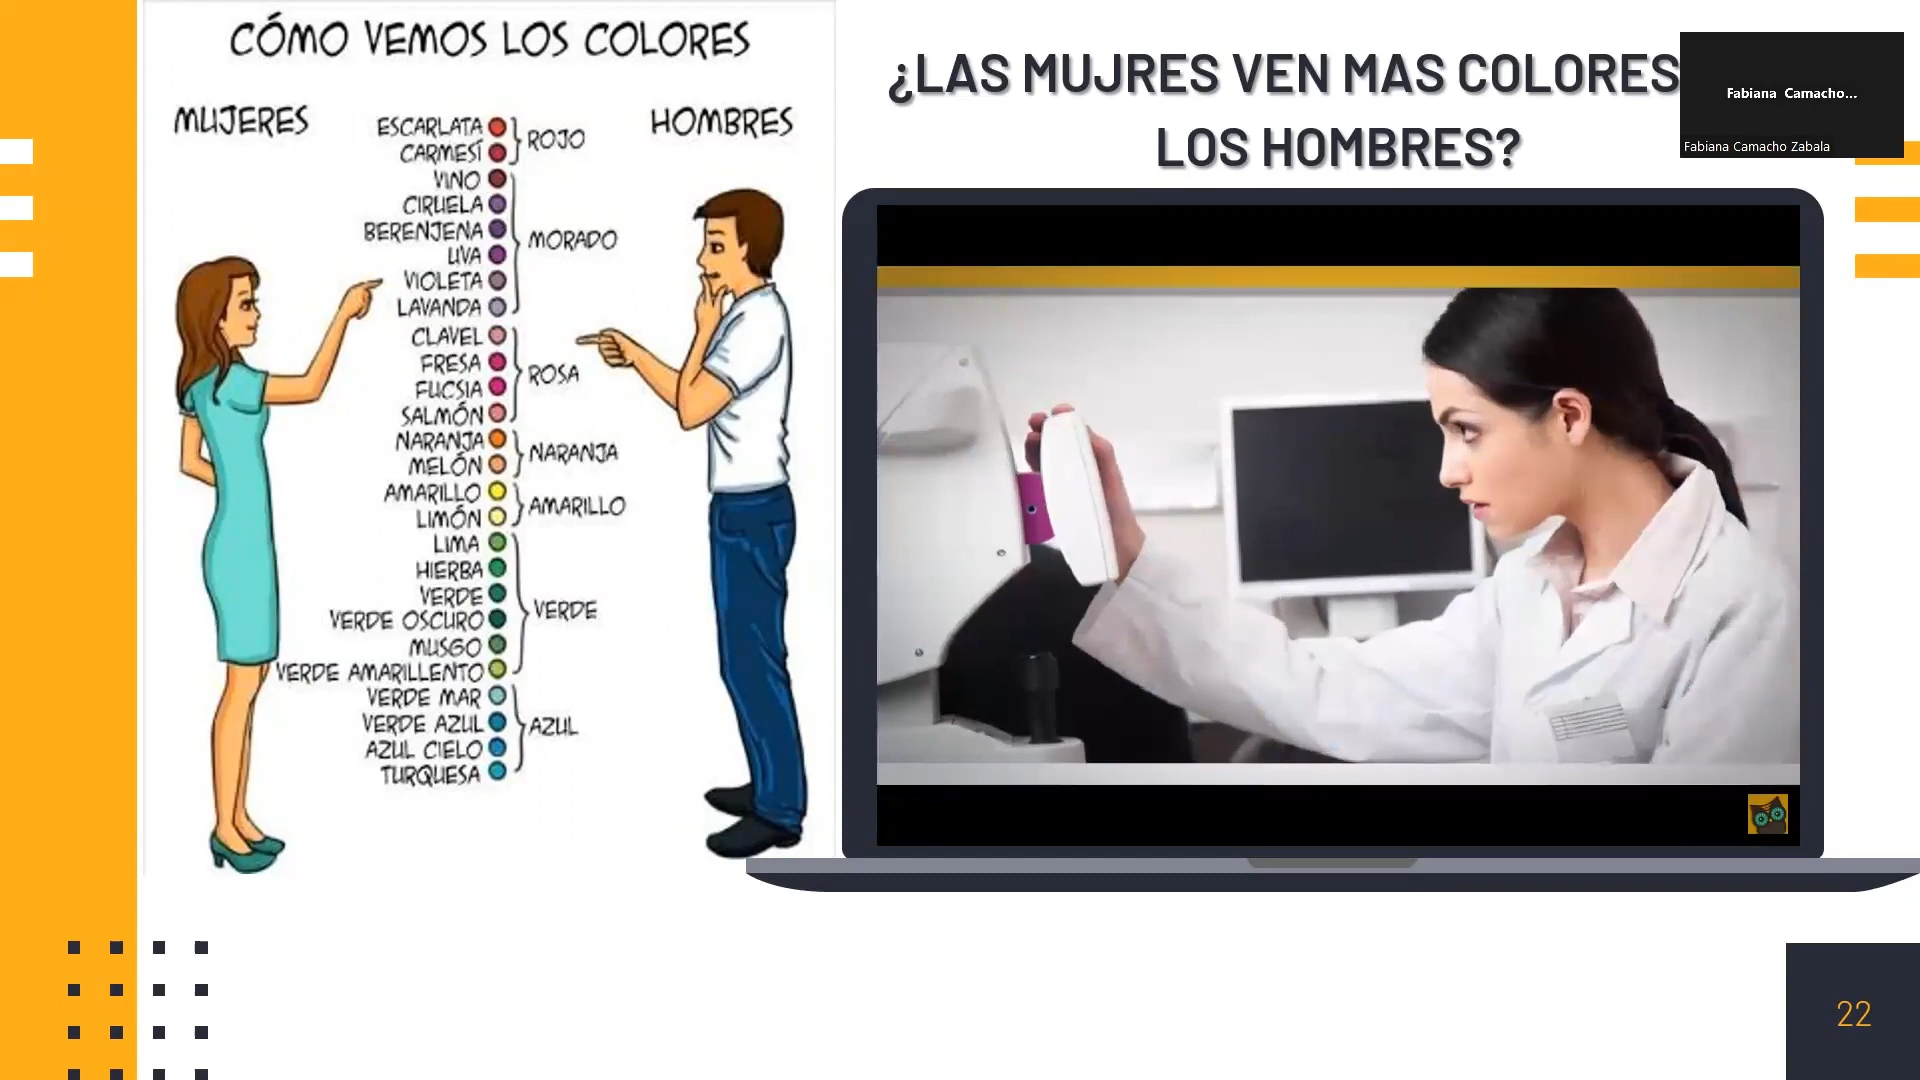 CÓMO VEMOS LOS COLORES
MUJERES
HOMBRES
ESCARLATA
CARMESÍ
ROJO
VINO
CIRUELA
BERENJENA
UVA
VIOLETA
LAVANDA
MORADO
CLAVEL
FRESA
FUCSIA
SALMÓN
ROSA
NARANJA
MELÓN
NARANJA
AMARILLO
LIMÓN
AMARILLO
LIMA
HIERBA
VERDE
VERDE OSCURO
MUSGO
VERDE AMARILLENTO
VERDE
VERDE MAR
VERDE AZUL
AZUL CIELO
TURQUESA
AZUL
¿LAS MUJRES VEN MAS COLORES
LOS HOMBRES?
Fabiana Camacho...
Fabiana Camacho Zabala
22